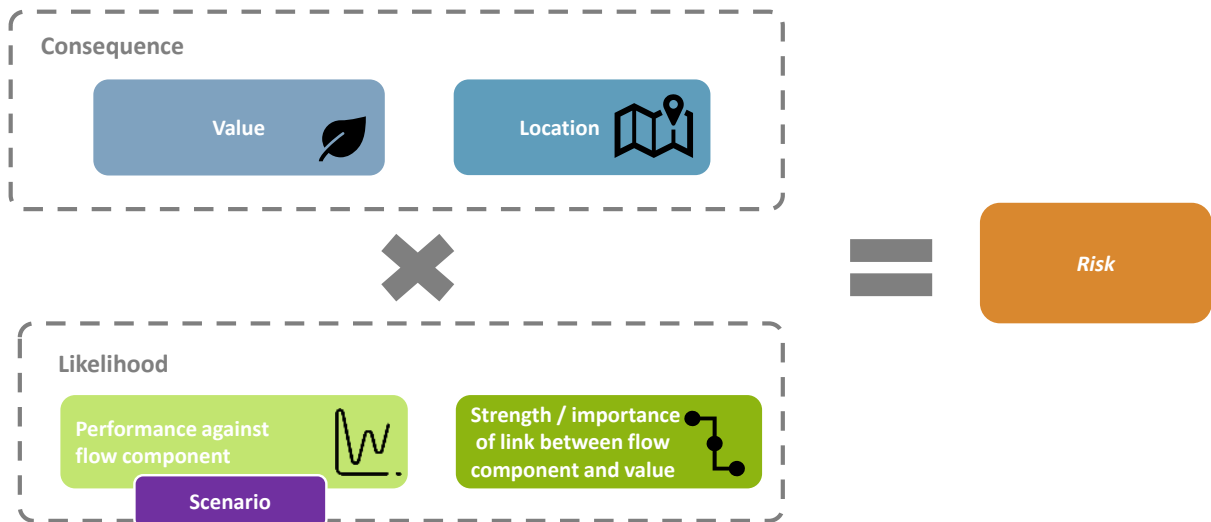 Consequence
Value
Location
Risk
Likelihood
Performance against
flow component
Strength / importance
of link between flow
component and value
Scenario